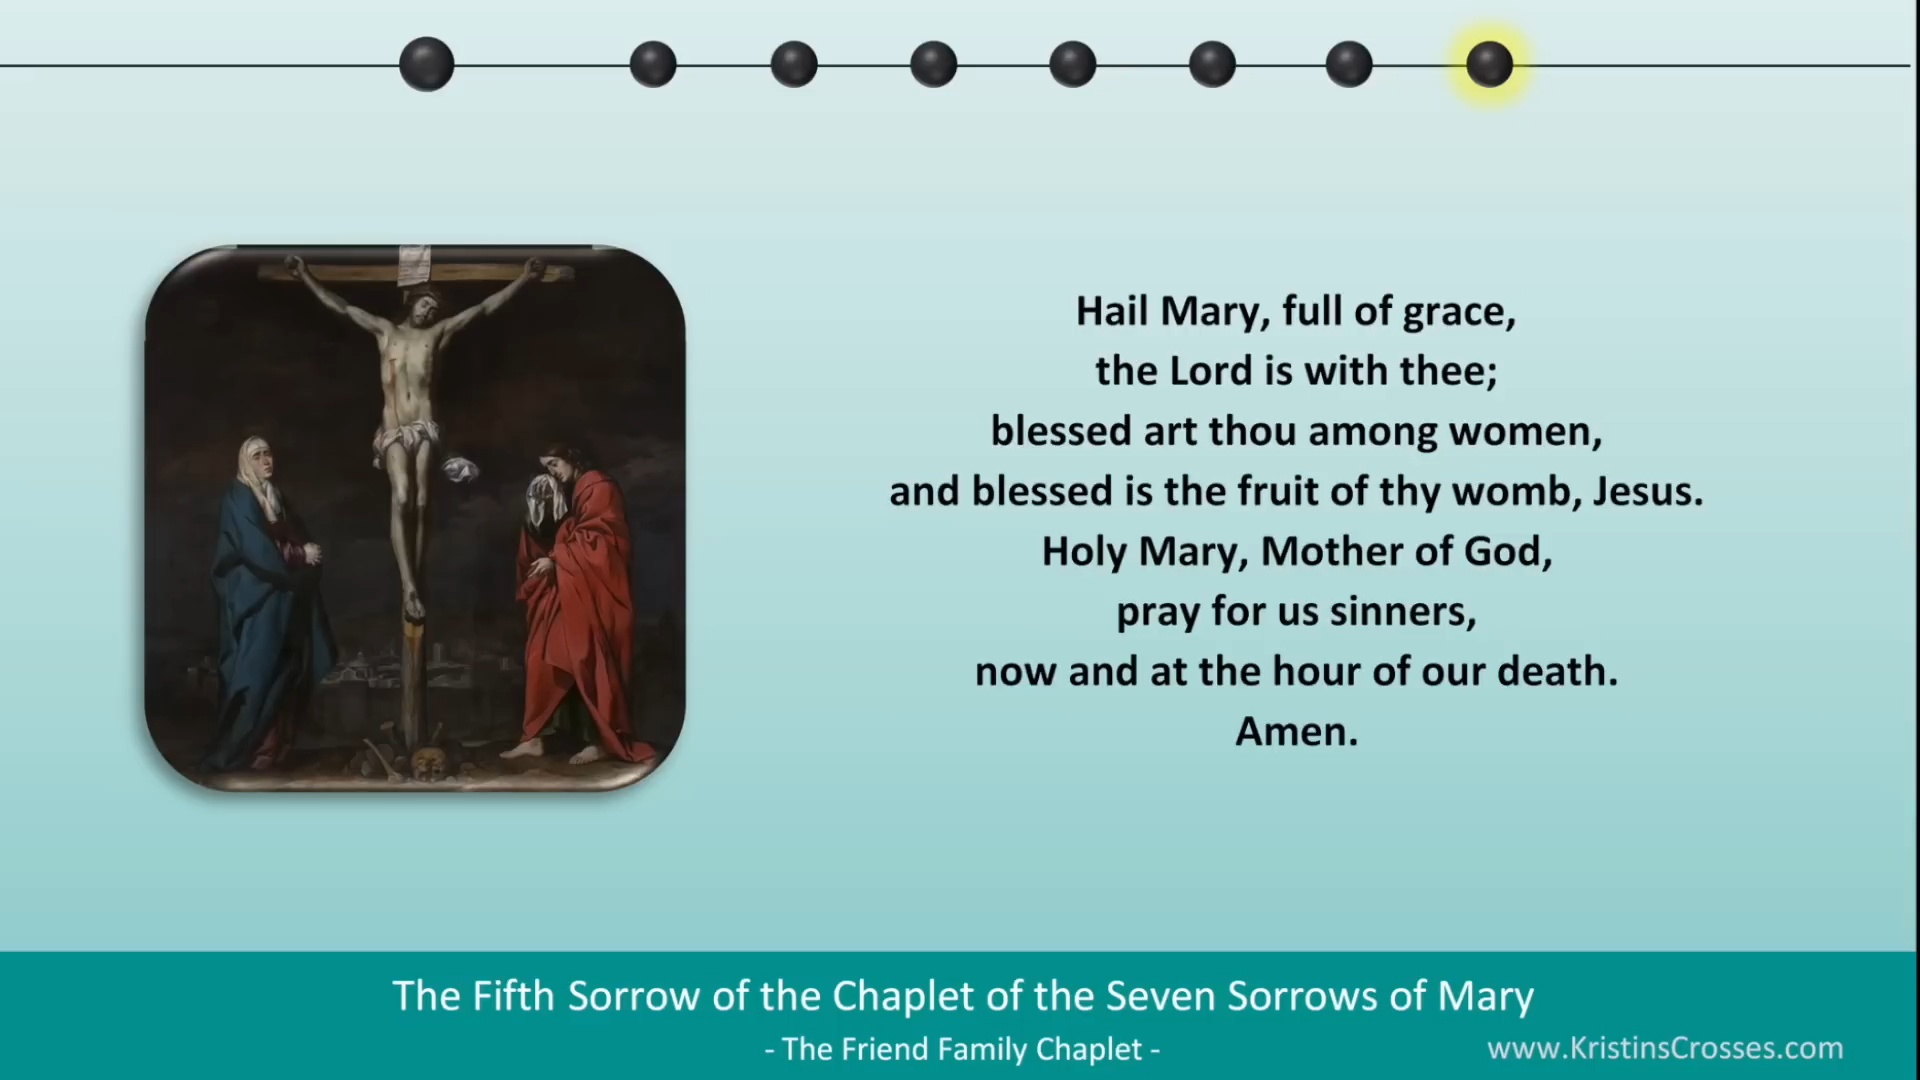 Hail Mary, full of grace,
the Lord is with thee;
blessed art thou among women,
and blessed is the fruit of thy womb, Jesus.
Holy Mary, Mother of God,
pray for us sinners,
now and at the hour of our death.
Amen.
The Fifth Sorrow of the Chaplet of the Seven Sorrows of Mary
- The Friend Family Chaplet -
www.KristinsCrosses.com